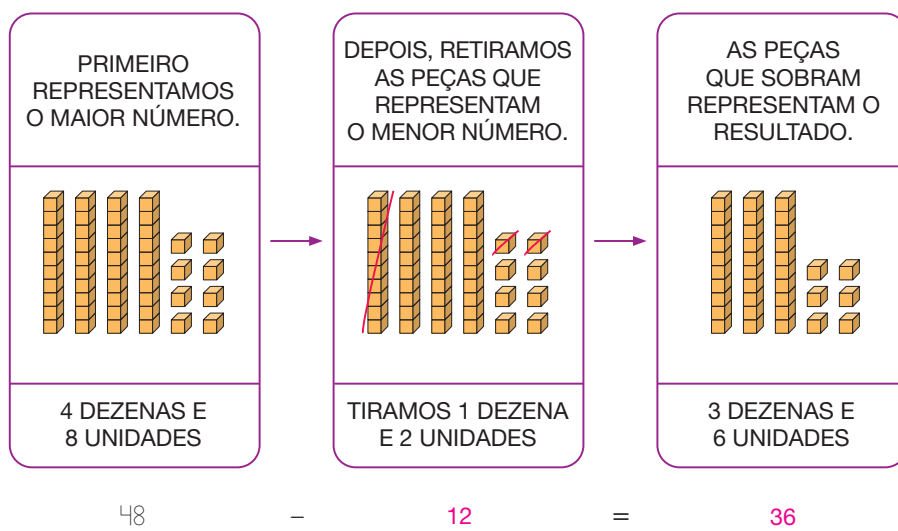 PRIMEIRO
REPRESENTAMOS
O MAIOR NÚMERO.
4 DEZENAS E
8 UNIDADES
DEPOIS, RETIRAMOS
AS PEÇAS QUE
REPRESENTAM
O MENOR NÚMERO.
TIRAMOS 1 DEZENA
E 2 UNIDADES
AS PEÇAS
QUE SOBRAM
REPRESENTAM O
RESULTADO.
3 DEZENAS E
6 UNIDADES
48 – 12 = 36